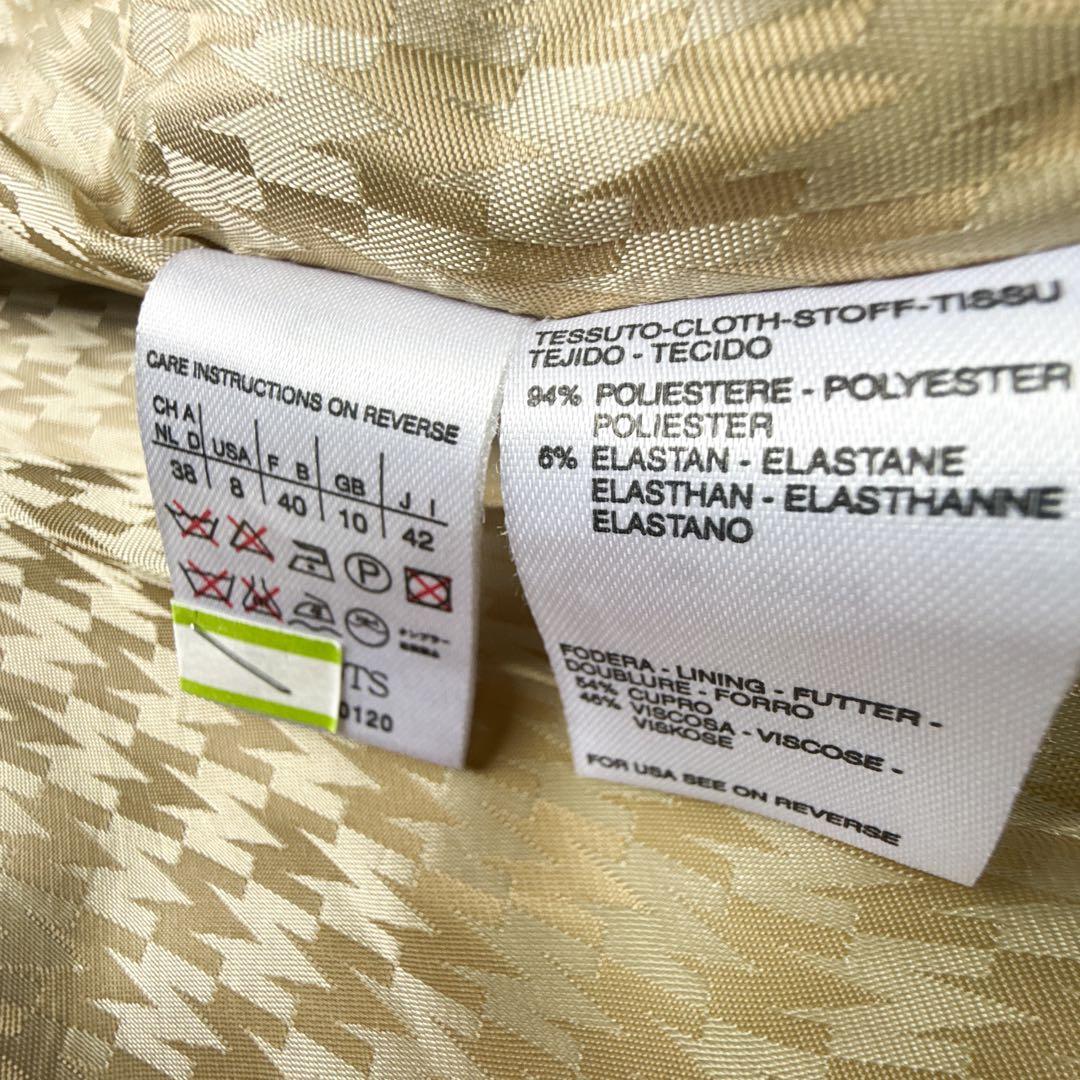 CARE INSTRUCTIONS ON REVERSE
CH A
NL D USA F B GB J I
38 8 40 10 42
P
TS
0120
TESSUTO-CLOTH-STOFF-TISSU
TEJIDO - TECIDO
94% POLIESTERE - POLYESTER
POLIESTER
6% ELASTAN - ELASTANE
ELASTHAN - ELASTHANNE
ELASTANO
FODERA - LINING - FUTTER -
DOUBLURE - FORRO
54% CUPRO
46% VISCOSA - VISCOSE -
VISKOSE
FOR USA SEE ON REVERSE